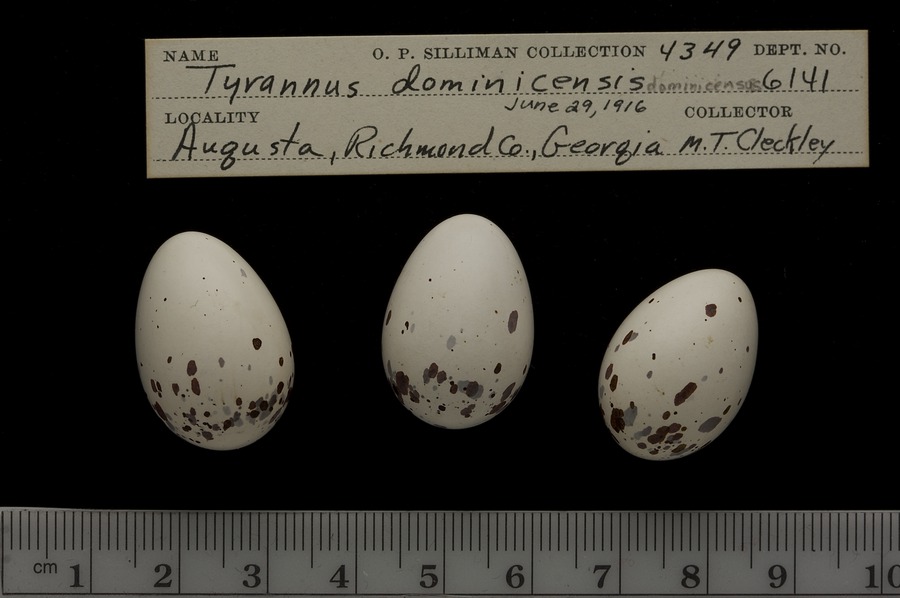 NAME O. P. SILLIMAN COLLECTION 4349 DEPT. NO.
Tyrannus dominicensis dominicensis 6141
June 29, 1916
LOCALITY COLLECTOR
Augusta, Richmond Co., Georgia M.T. Cleckley
cm 1 2 3 4 5 6 7 8 9 10